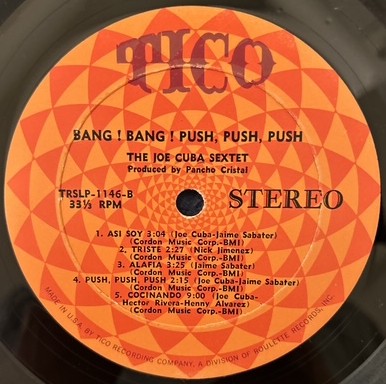 TICO
BANG ! BANG ! PUSH, PUSH, PUSH
THE JOE CUBA SEXTET
Produced by Pancho Cristal
TRSLP-1146-B
33⅓ RPM
STEREO
1. ASI SOY 3:04 (Joe Cuba-Jaime Sabater)
(Cordon Music Corp.-BMI)
2. TRISTE 2:27 (Nick Jimenez)
(Cordon Music Corp.-BMI)
3. ALAFIA 3:25 (Jaime Sabater)
(Cordon Music Corp.-BMI)
4. PUSH, PUSH, PUSH 2:15 (Joe Cuba-Jaime Sabater)
(Cordon Music Corp.-BMI)
5. COCINANDO 9:00 (Joe Cuba-
Hector Rivera-Henny Alvarez)
(Cordon Music Corp.-BMI)
MADE IN U.S.A. BY TICO RECORDING COMPANY, A DIVISION OF ROULETTE RECORDS, INC.